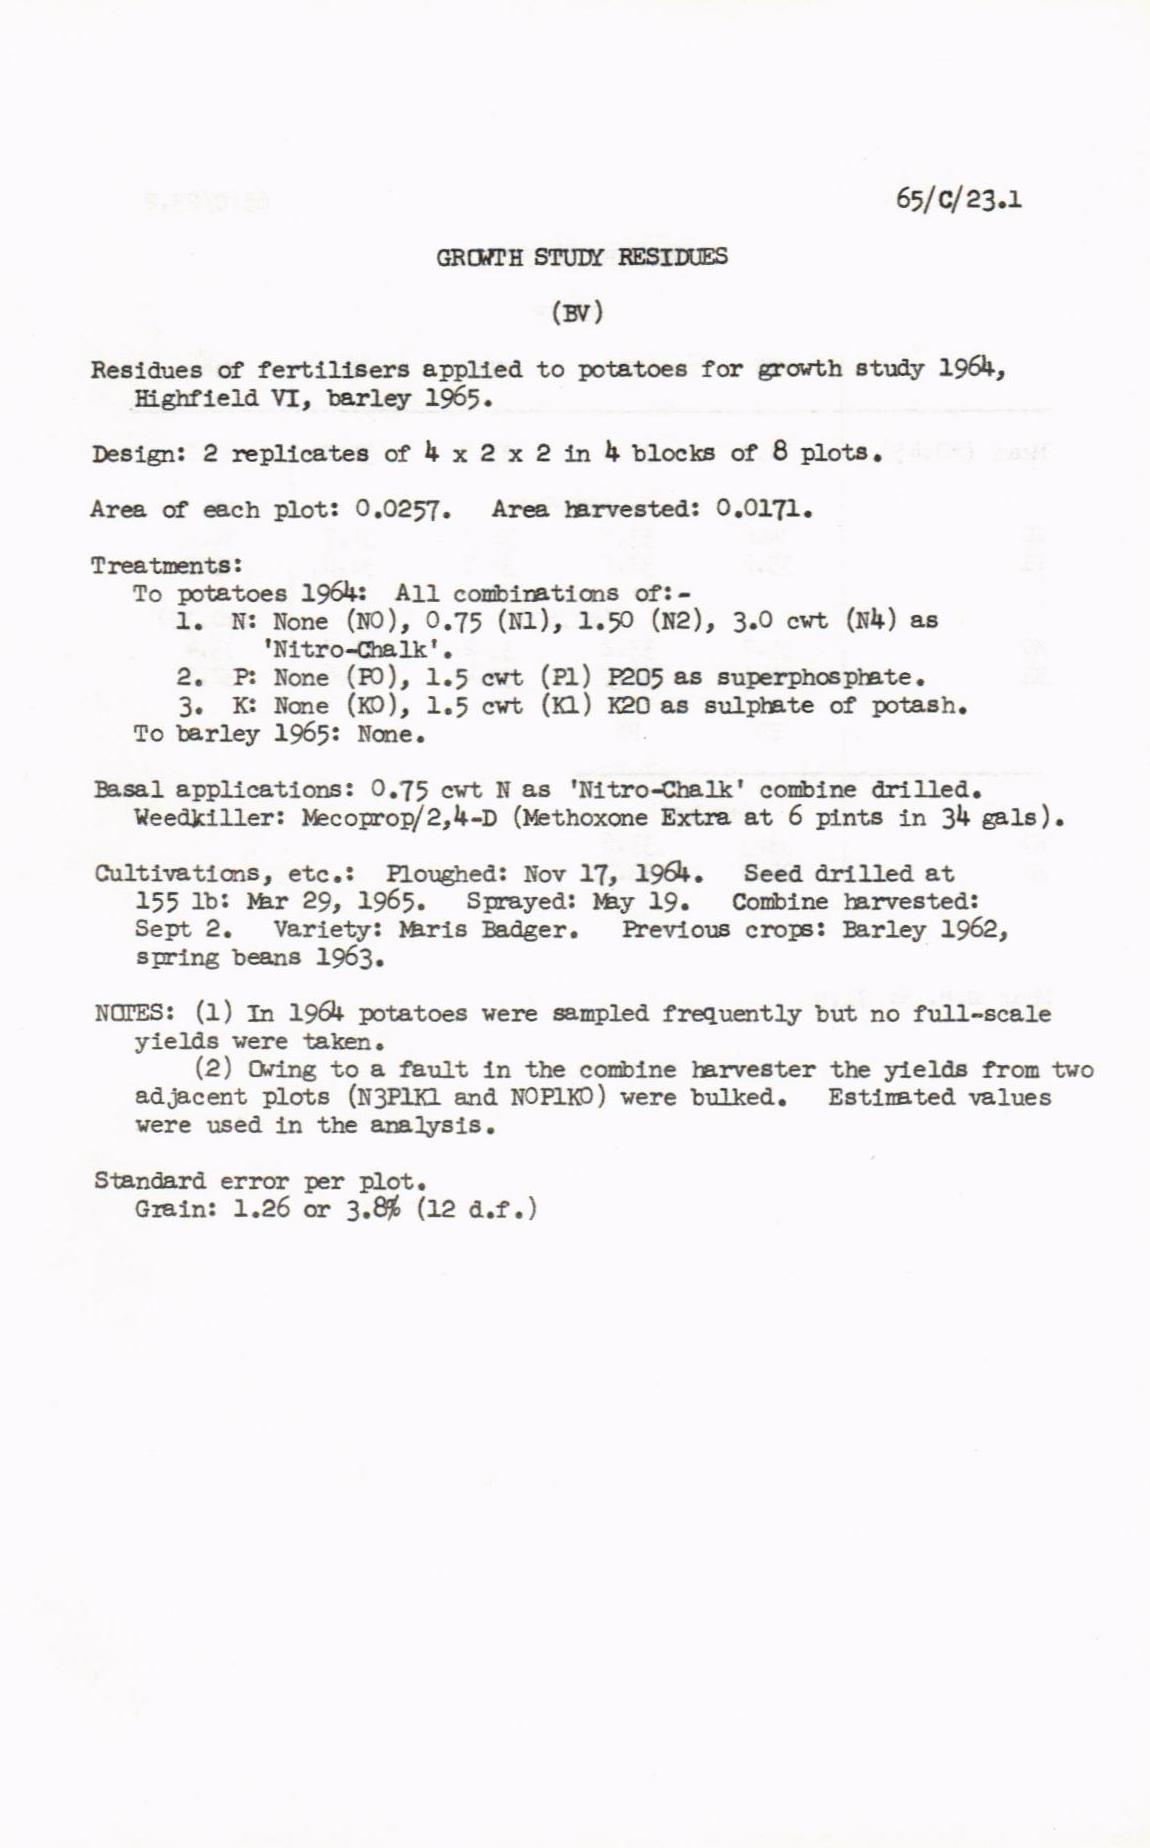 65/C/23.1
GROWTH STUDY RESIDUES
(BV)
Residues of fertilisers applied to potatoes for growth study 1964,
Highfield VI, barley 1965.
Design: 2 replicates of 4 x 2 x 2 in 4 blocks of 8 plots.
Area of each plot: 0.0257. Area harvested: 0.0171.
Treatments:
To potatoes 1964: All combinations of:-
1. N: None (N0), 0.75 (N1), 1.50 (N2), 3.0 cwt (N4) as
'Nitro-Chalk'.
2. P: None (P0), 1.5 cwt (P1) P2O5 as superphosphate.
3. K: None (K0), 1.5 cwt (K1) K2O as sulphate of potash.
To barley 1965: None.
Basal applications: 0.75 cwt N as 'Nitro-Chalk' combine drilled.
Weedkiller: Mecoprop/2,4-D (Methoxone Extra at 6 pints in 34 gals).
Cultivations, etc.: Ploughed: Nov 17, 1964. Seed drilled at
155 lb: Mar 29, 1965. Sprayed: May 19. Combine harvested:
Sept 2. Variety: Maris Badger. Previous crops: Barley 1962,
spring beans 1963.
NOTES: (1) In 1964 potatoes were sampled frequently but no full-scale
yields were taken.
(2) Owing to a fault in the combine harvester the yields from two
adjacent plots (N3P1K1 and N0P1K0) were bulked. Estimated values
were used in the analysis.
Standard error per plot.
Grain: 1.26 or 3.8% (12 d.f.)